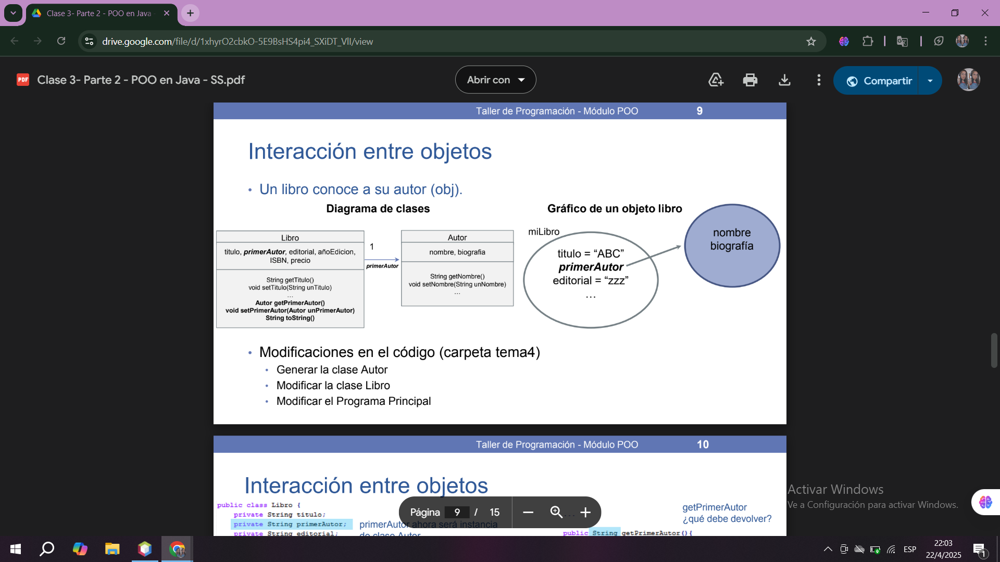 Clase 3- Parte 2 - POO en Java -
drive.google.com/file/d/1xhyrO2cbkO-5E9BsHS4pi4_SXiDT_VlI/view
PDF
Clase 3- Parte 2 - POO en Java - SS.pdf
Abrir con
Compartir
Taller de Programación - Módulo POO 9
Interacción entre objetos
• Un libro conoce a su autor (obj).
Diagrama de clases
Libro
titulo, primerAutor, editorial, añoEdicion,
ISBN, precio
String getTitulo()
void setTitulo(String unTitulo)
...
Autor getPrimerAutor()
void setPrimerAutor(Autor unPrimerAutor)
String toString()
1
primerAutor
Autor
nombre, biografia
String getNombre()
void setNombre(String unNombre)
...
Gráfico de un objeto libro
miLibro
titulo = “ABC”
primerAutor
editorial = “zzz”
...
nombre
biografía
• Modificaciones en el código (carpeta tema4)
• Generar la clase Autor
• Modificar la clase Libro
• Modificar el Programa Principal
Taller de Programación - Módulo POO 10
Interacción entre objetos
public class Libro {
private String titulo;
private String primerAutor;
private String editorial;
primerAutor ahora será instancia
de clase Autor
...
getPrimerAutor
¿qué debe devolver?
public String getPrimerAutor(){
Página 9 / 15
Activar Windows
Ve a Configuración para activar Windows.
ESP
22:03
22/4/2025
1